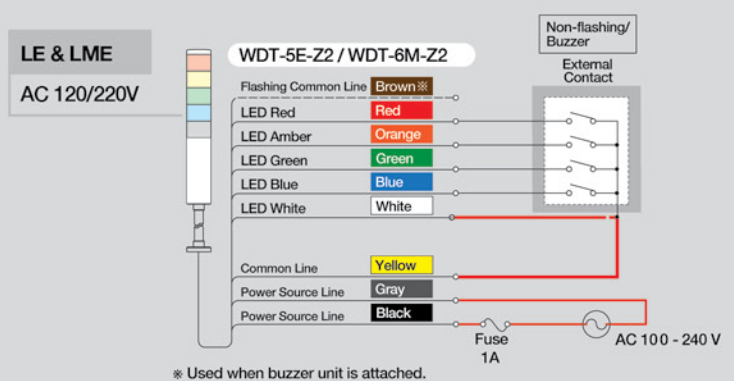 LE & LME
AC 120/220V
WDT-5E-Z2 / WDT-6M-Z2
Non-flashing/
Buzzer
External
Contact
Flashing Common Line Brown※
LED Red Red
LED Amber Orange
LED Green Green
LED Blue Blue
LED White White
Common Line Yellow
Power Source Line Gray
Power Source Line Black
Fuse
1A
AC 100 - 240 V
※ Used when buzzer unit is attached.